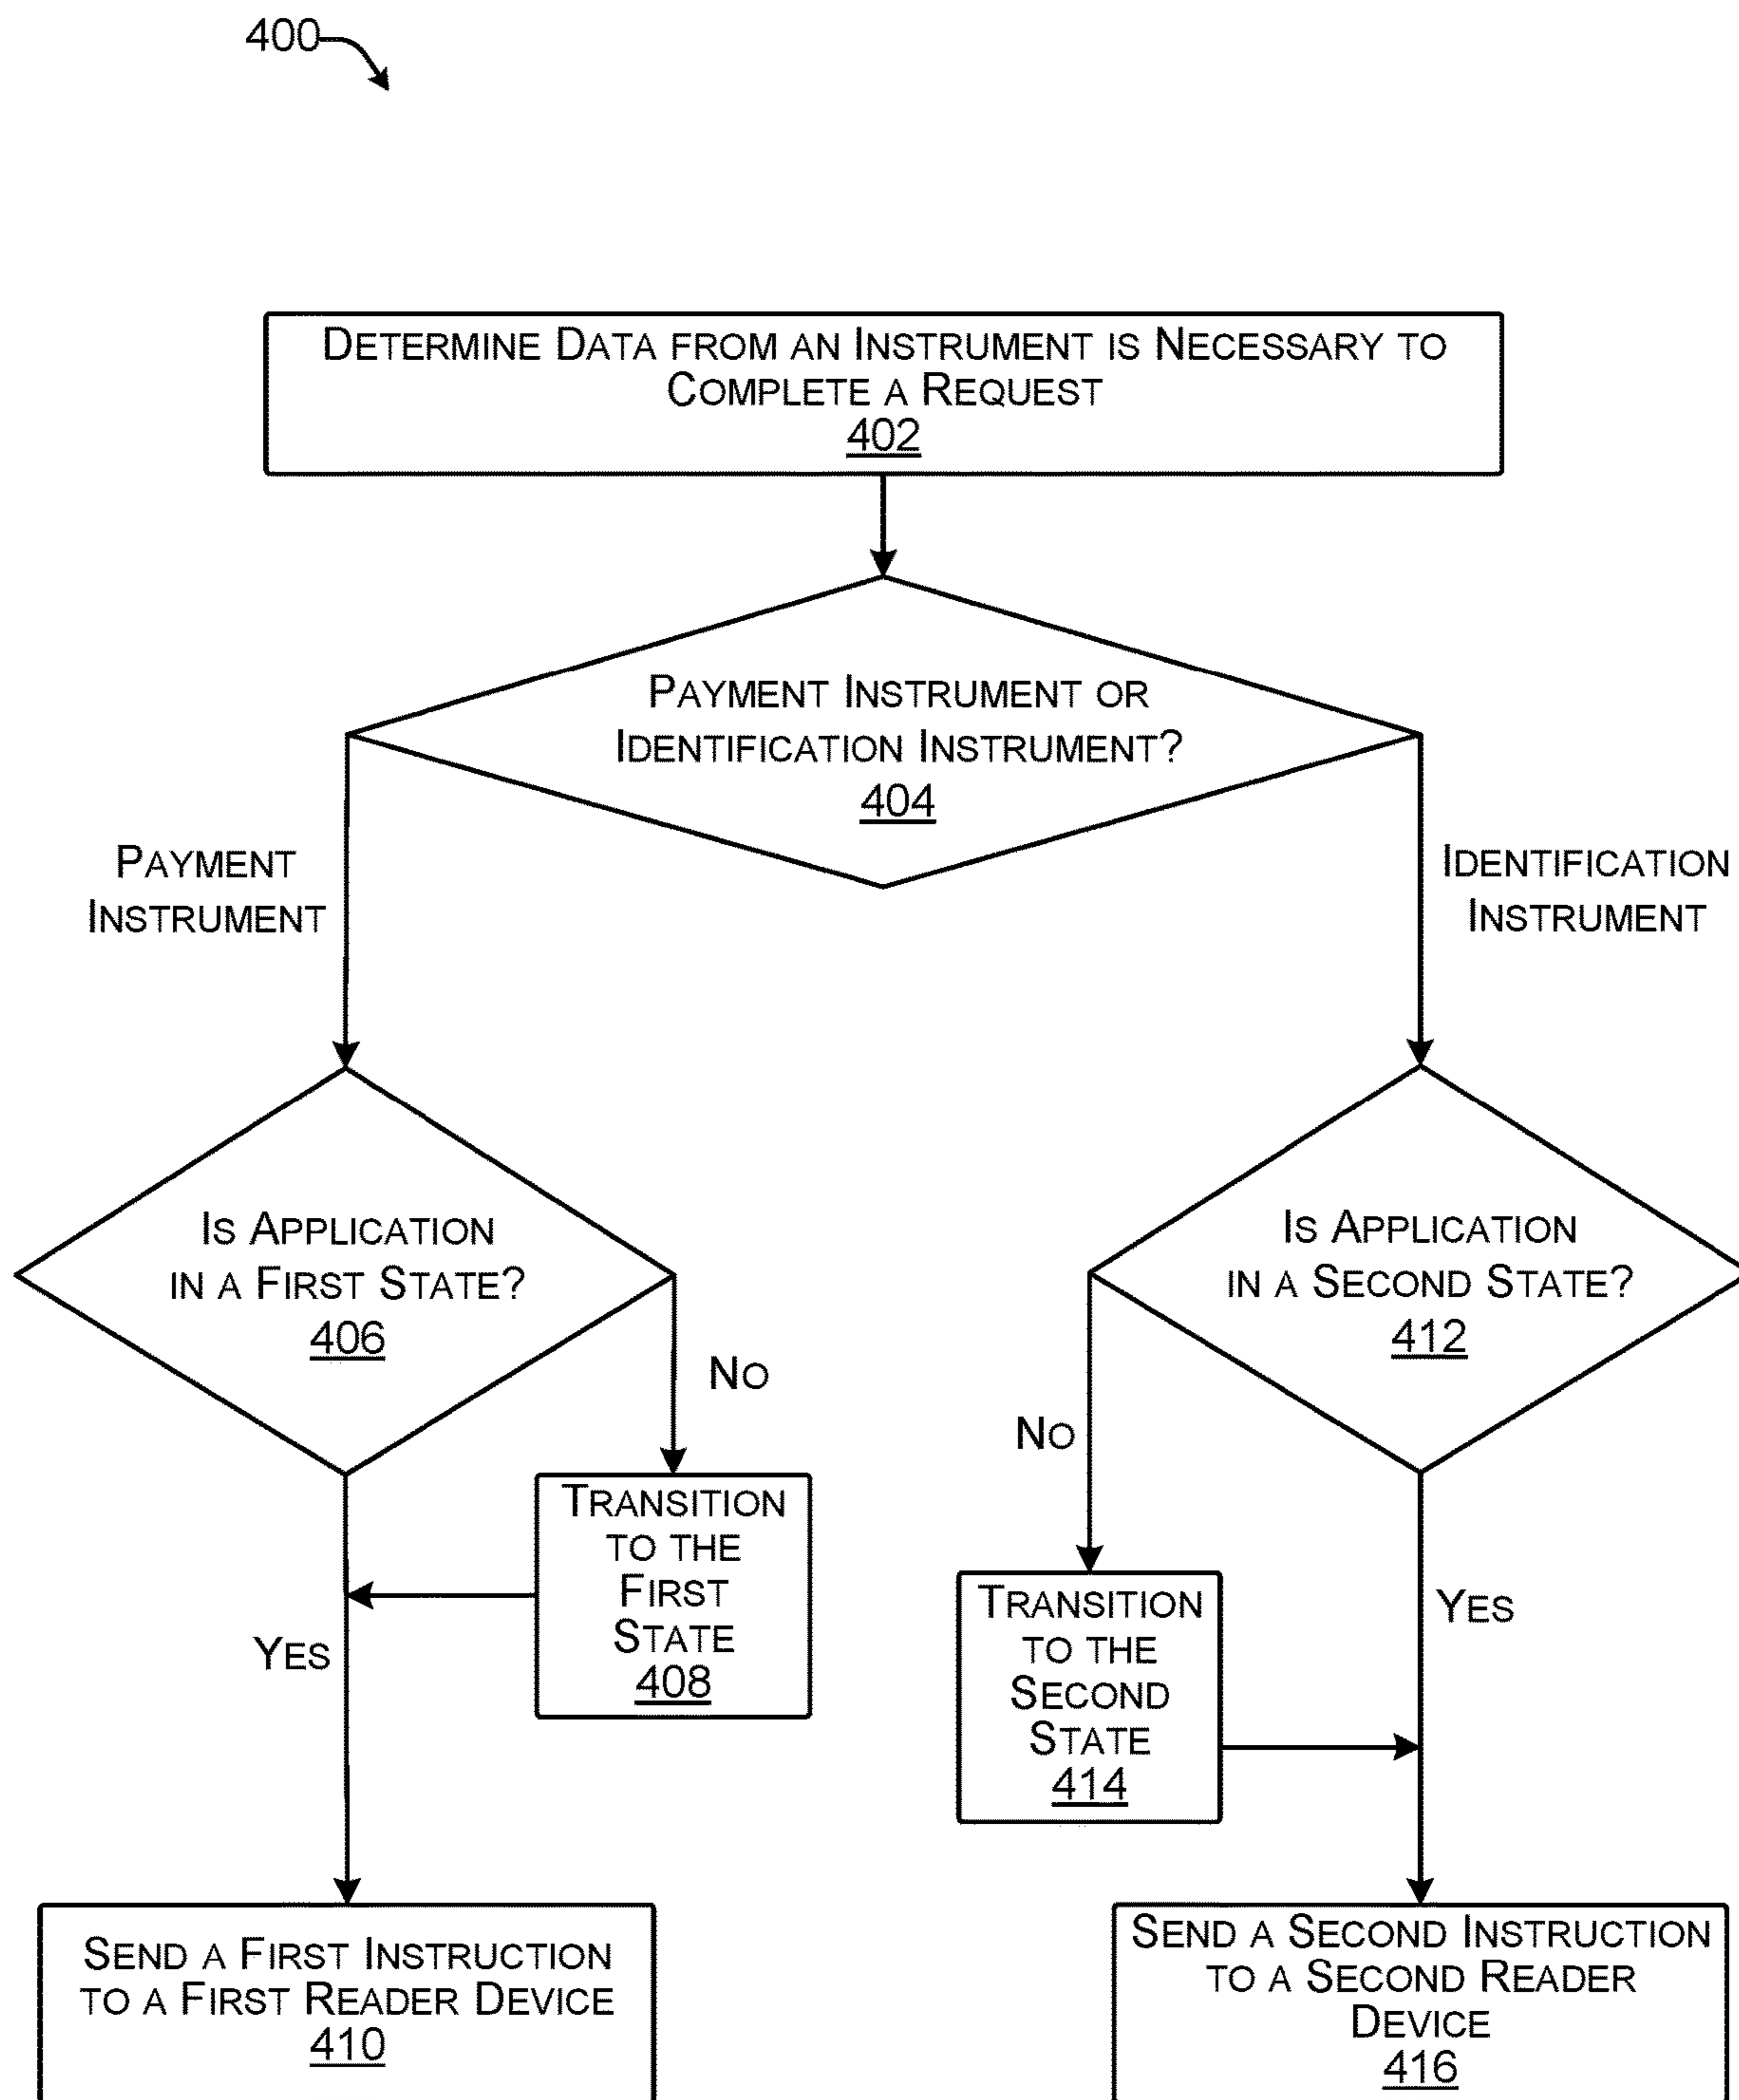 400
DETERMINE DATA FROM AN INSTRUMENT IS NECESSARY TO
COMPLETE A REQUEST
402
PAYMENT INSTRUMENT OR
IDENTIFICATION INSTRUMENT?
404
PAYMENT
INSTRUMENT
IDENTIFICATION
INSTRUMENT
IS APPLICATION
IN A FIRST STATE?
406
NO
TRANSITION
TO THE
FIRST
STATE
408
YES
SEND A FIRST INSTRUCTION
TO A FIRST READER DEVICE
410
IS APPLICATION
IN A SECOND STATE?
412
NO
TRANSITION
TO THE
SECOND
STATE
414
YES
SEND A SECOND INSTRUCTION
TO A SECOND READER
DEVICE
416